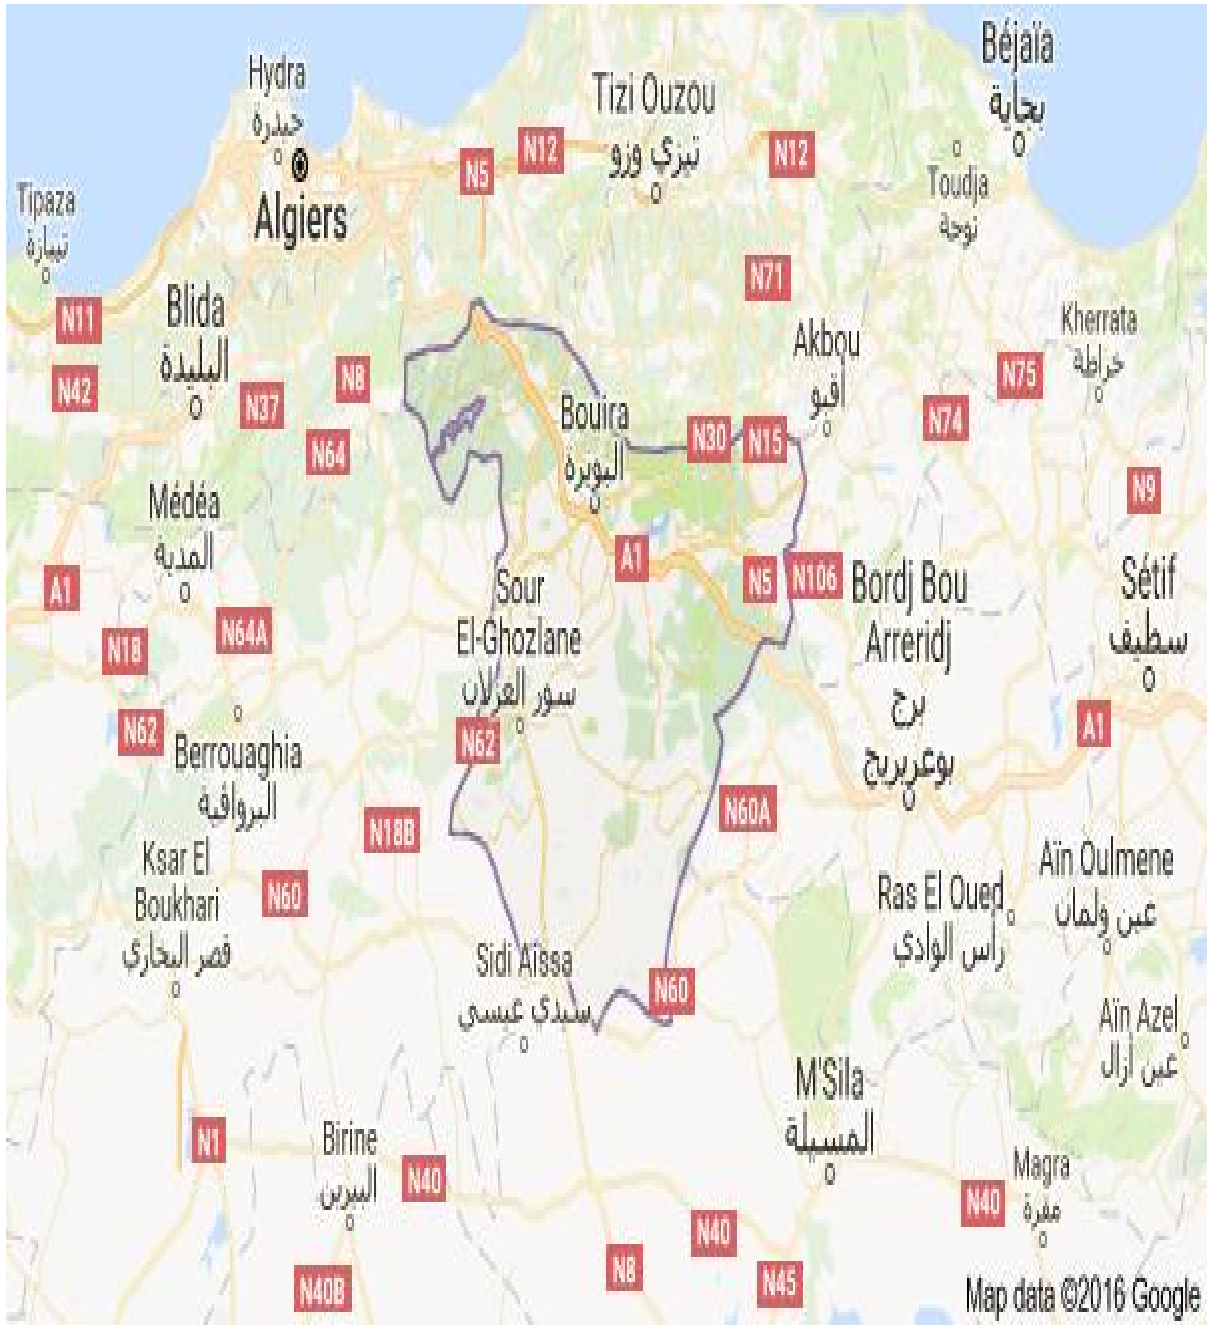 Béjaïa
بجاية
Hydra
حيدرة
Tizi Ouzou
تيزي وزو
N12
N12
N5
Toudja
توجة
Tipaza
تيبازة
Algiers
N71
Blida
البليدة
N11
Kherrata
خراطة
Akbou
أقبو
N8
N75
N42
N37
N74
Bouira
البويرة
N30
N15
N64
N9
Médéa
المدية
A1
A1
N5
N106
Bordj Bou
Arreridj
برج
بوعريريج
Sétif
سطيف
Sour
El-Ghozlane
سور الغزلان
N64A
N18
N62
N62
A1
Berrouaghia
البرواقية
N60A
N18B
Ksar El
Boukhari
قصر البخاري
N60
Aïn Oulmene
عين ولمان
Ras El Oued
رأس الوادي
Sidi Aissa
سيدي عيسى
N60
Aïn Azel
عين أزال
M'Sila
المسيلة
N1
Birine
البيرين
N40
Magra
مقرة
N40
N40
N8
N45
N40B
Map data ©2016 Google